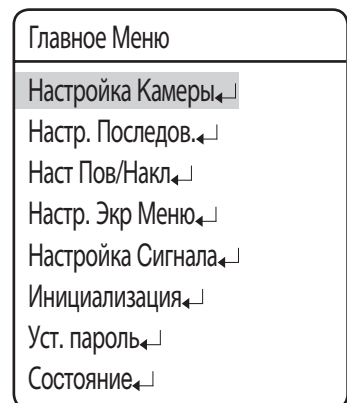 Главное Меню
Настройка Камеры↵
Настр. Последов.↵
Наст Пов/Накл↵
Настр. Экр Меню↵
Настройка Сигнала↵
Инициализация↵
Уст. пароль↵
Состояние↵